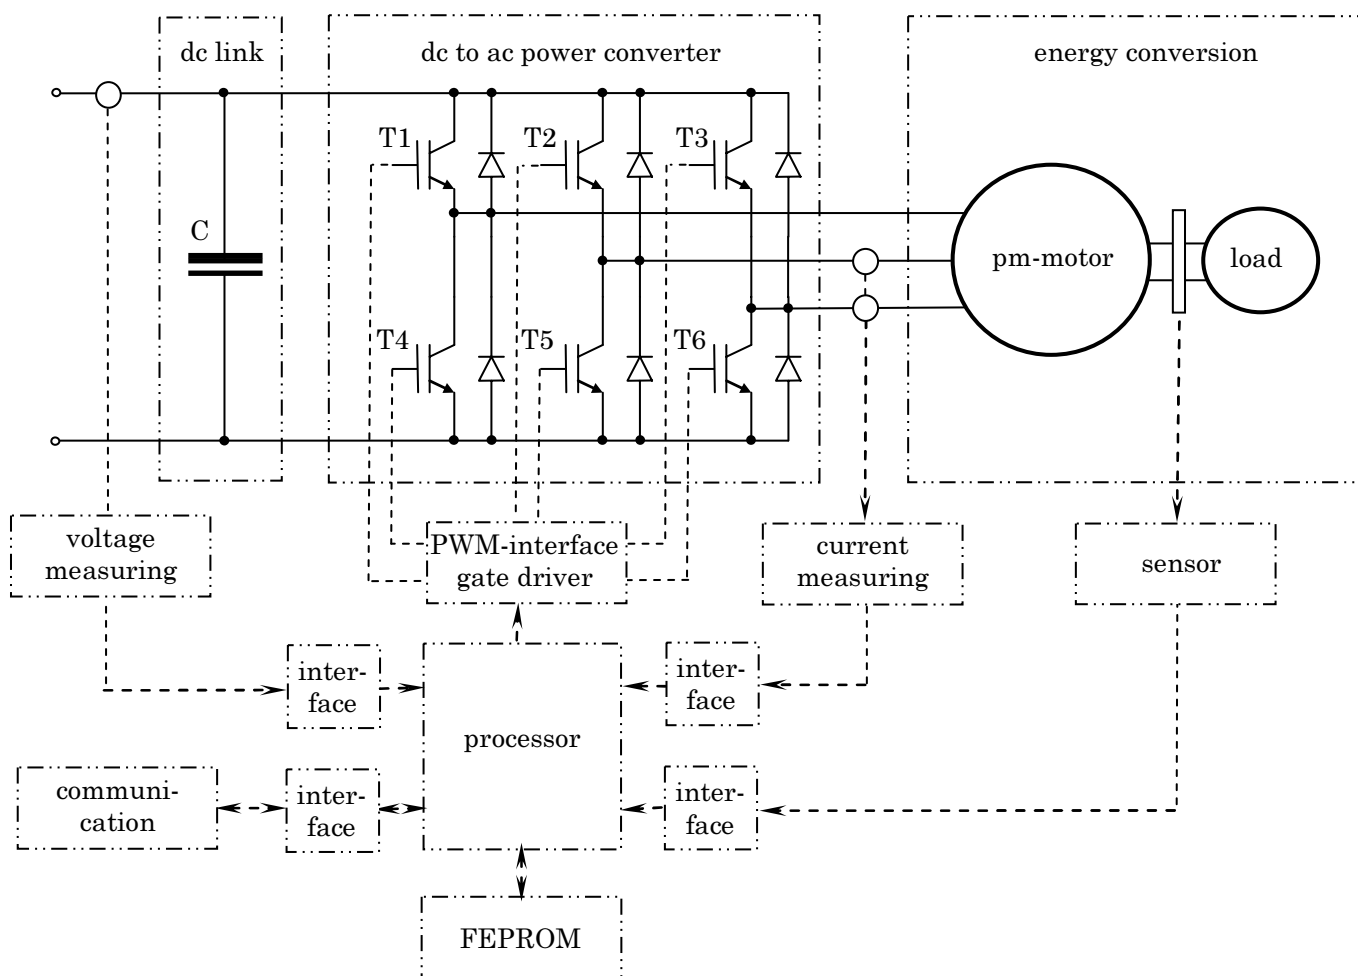 dc link
dc to ac power converter
energy conversion
T1
T2
T3
C
pm-motor
load
T4
T5
T6
voltage
measuring
PWM-interface
gate driver
current
measuring
sensor
inter-
face
processor
inter-
face
communi-
cation
inter-
face
inter-
face
FEPROM